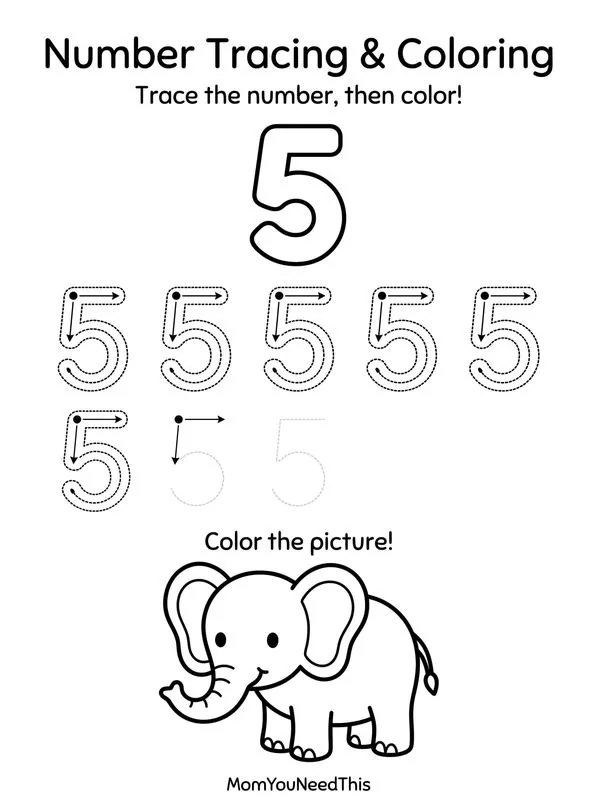 Number Tracing & Coloring
Trace the number, then color!
5
5 5 5 5 5
5 5 5
Color the picture!
MomYouNeedThis